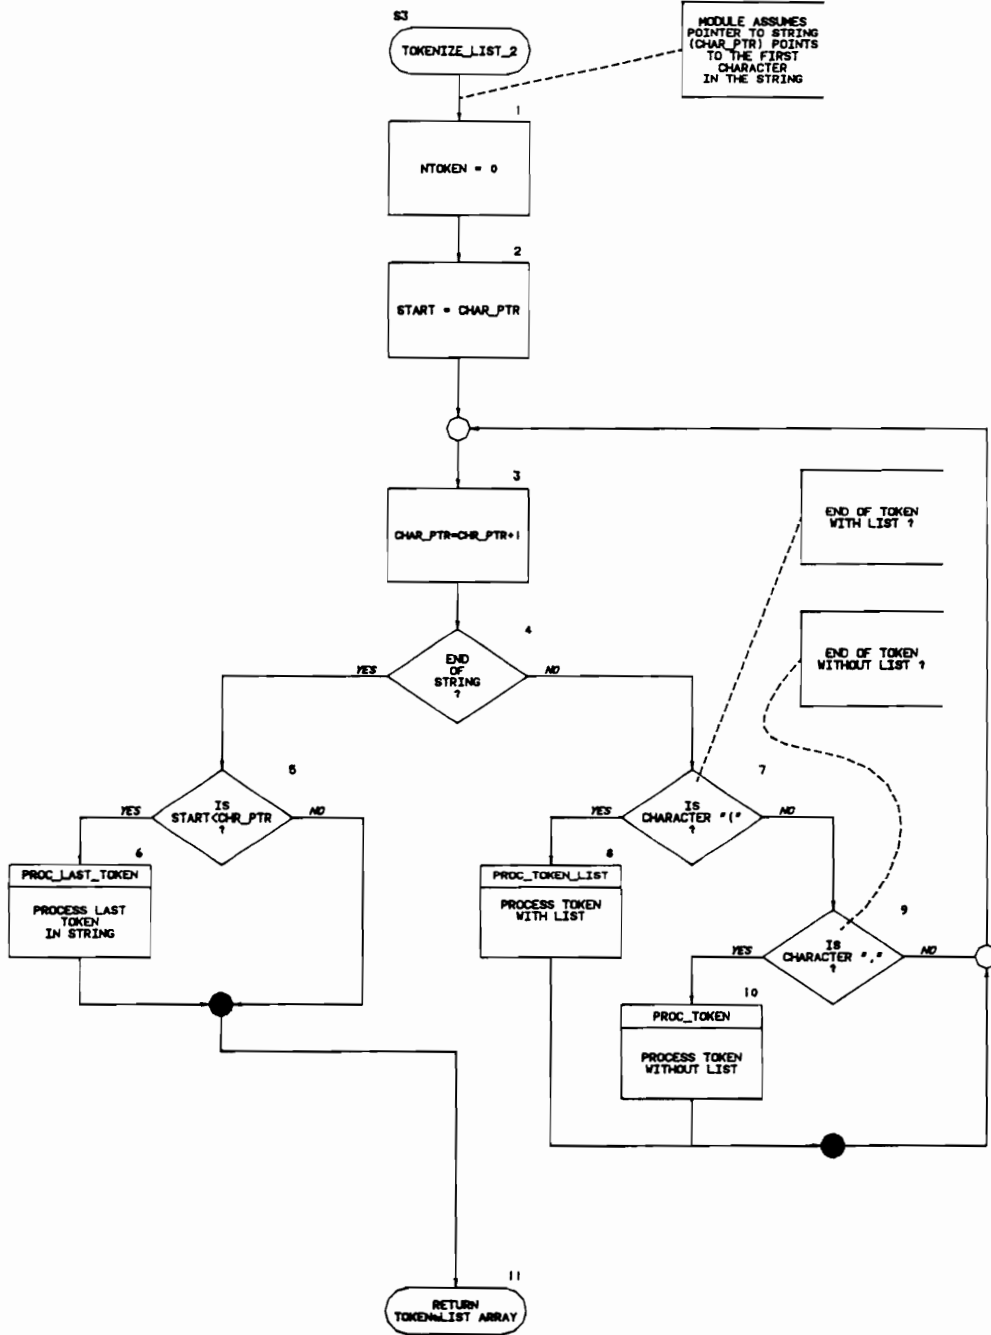 S3
TOKENIZE_LIST_2
MODULE ASSUMES
POINTER TO STRING
(CHAR_PTR) POINTS
TO THE FIRST
CHARACTER
IN THE STRING
1
NTOKEN = 0
2
START = CHAR_PTR
3
CHAR_PTR=CHR_PTR+1
END OF TOKEN
WITH LIST ?
4
END
OF
STRING
?
YES
NO
END OF TOKEN
WITHOUT LIST ?
5
IS
START<CHR_PTR
?
YES
NO
7
IS
CHARACTER "("
?
YES
NO
6
PROC_LAST_TOKEN
PROCESS LAST
TOKEN
IN STRING
8
PROC_TOKEN_LIST
PROCESS TOKEN
WITH LIST
9
IS
CHARACTER ","
?
YES
NO
10
PROC_TOKEN
PROCESS TOKEN
WITHOUT LIST
11
RETURN
TOKEN&LIST ARRAY